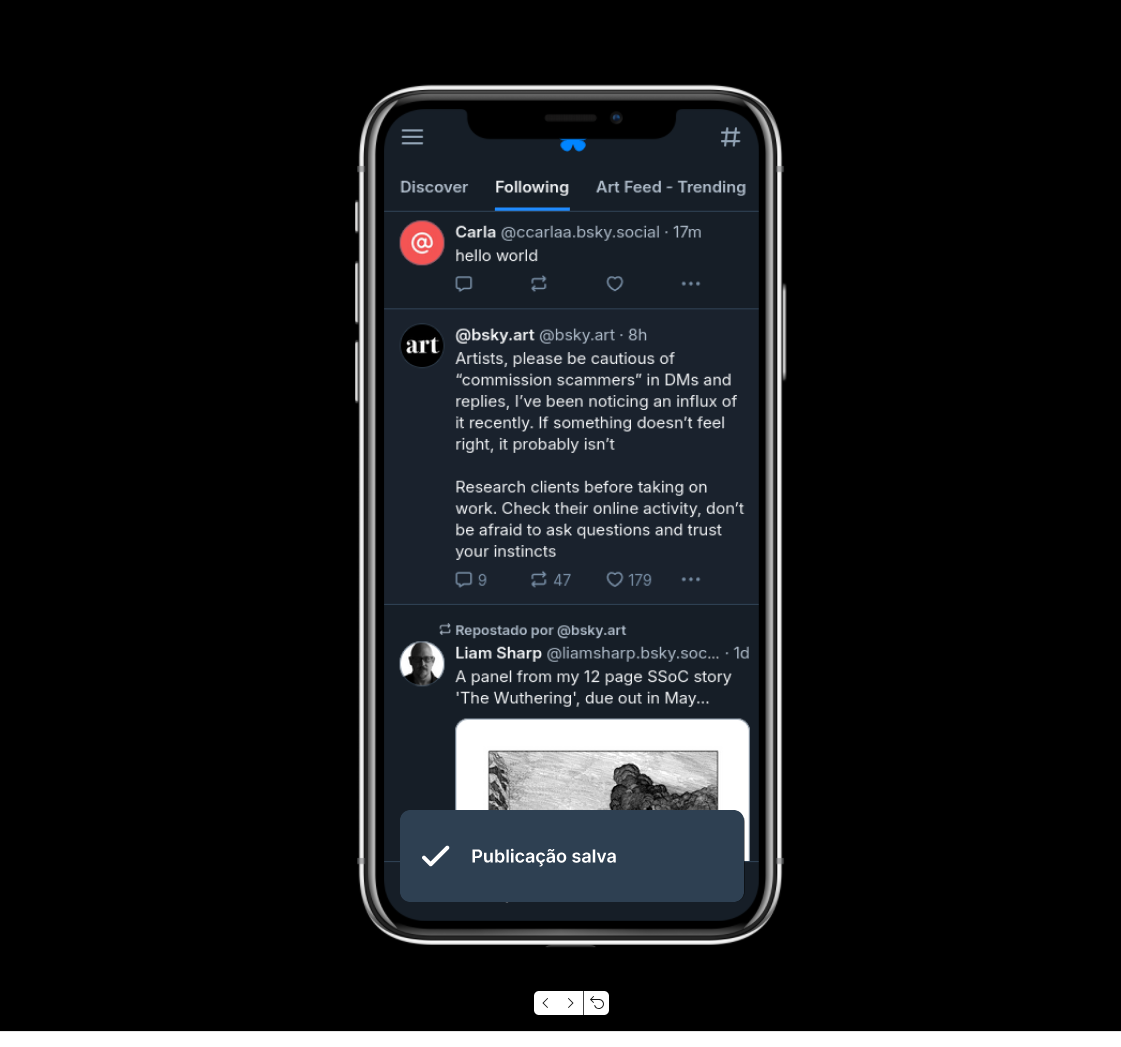 #
Discover Following Art Feed - Trending
@
Carla @ccarlaa.bsky.social · 17m
hello world
art
@bsky.art @bsky.art · 8h
Artists, please be cautious of
“commission scammers” in DMs and
replies, I’ve been noticing an influx of
it recently. If something doesn’t feel
right, it probably isn’t
Research clients before taking on
work. Check their online activity, don’t
be afraid to ask questions and trust
your instincts
9 47 179
Repostado por @bsky.art
Liam Sharp @liamsharp.bsky.soc... · 1d
A panel from my 12 page SSoC story
'The Wuthering', due out in May...
Publicação salva